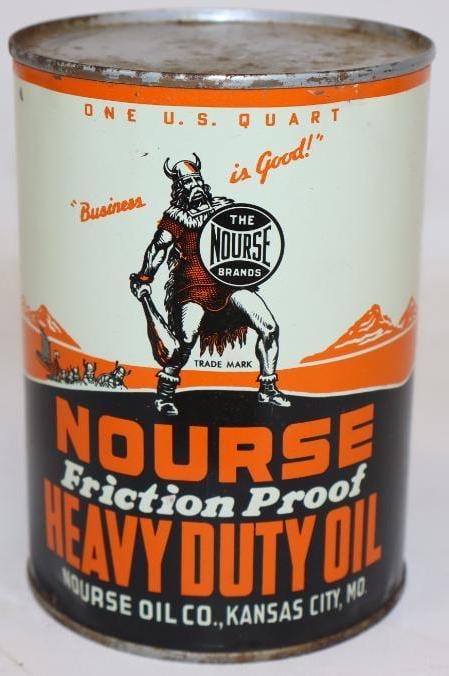 ONE U.S. QUART
"Business is Good!"
THE
NOURSE
BRANDS
TRADE MARK
NOURSE
Friction Proof
HEAVY DUTY OIL
NOURSE OIL CO., KANSAS CITY, MO.